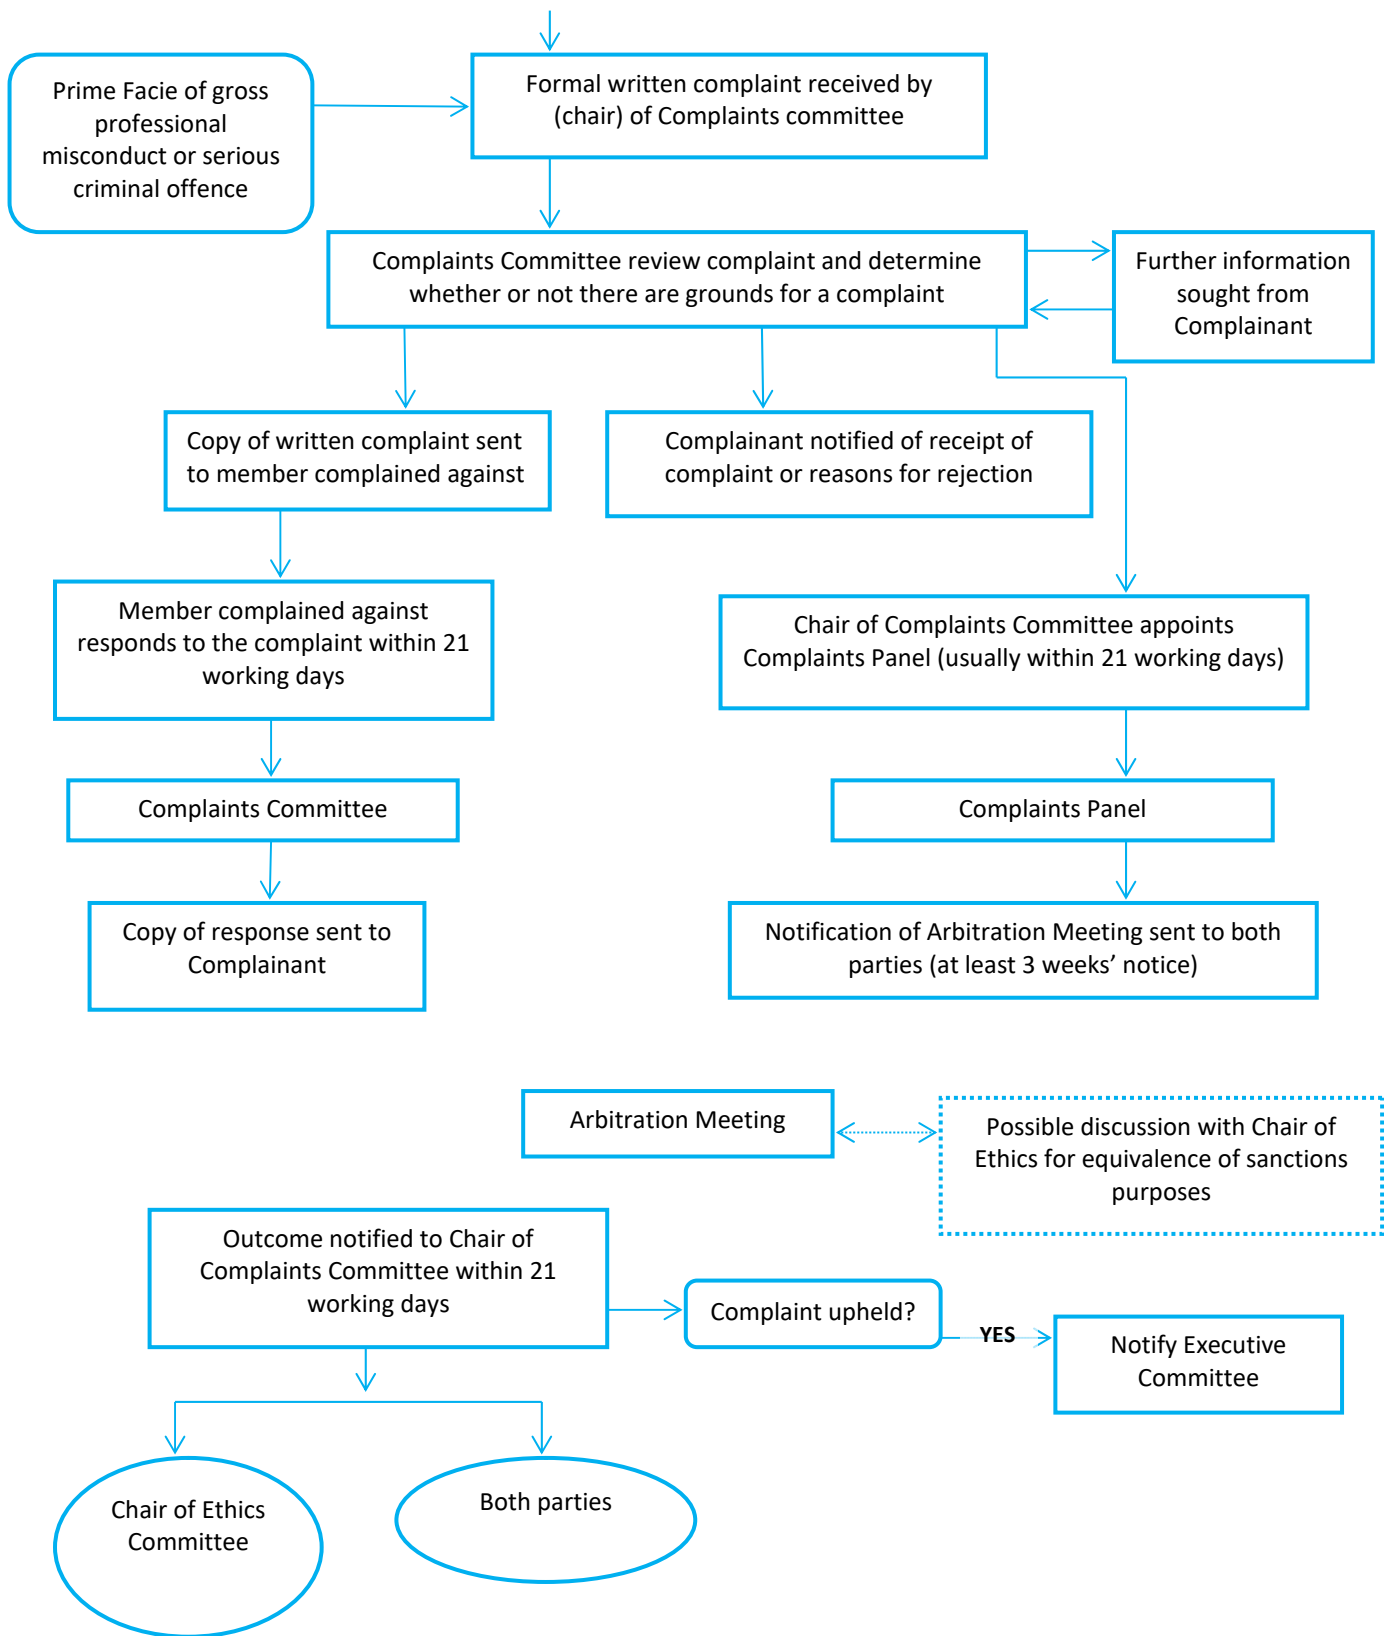 Prime Facie of gross
professional
misconduct or serious
criminal offence
Formal written complaint received by
(chair) of Complaints committee
Complaints Committee review complaint and determine
whether or not there are grounds for a complaint
Further information
sought from
Complainant
Copy of written complaint sent
to member complained against
Complainant notified of receipt of
complaint or reasons for rejection
Member complained against
responds to the complaint within 21
working days
Chair of Complaints Committee appoints
Complaints Panel (usually within 21 working days)
Complaints Committee
Complaints Panel
Copy of response sent to
Complainant
Notification of Arbitration Meeting sent to both
parties (at least 3 weeks’ notice)
Arbitration Meeting
Possible discussion with Chair of
Ethics for equivalence of sanctions
purposes
Outcome notified to Chair of
Complaints Committee within 21
working days
Complaint upheld?
YES
Notify Executive
Committee
Chair of Ethics
Committee
Both parties